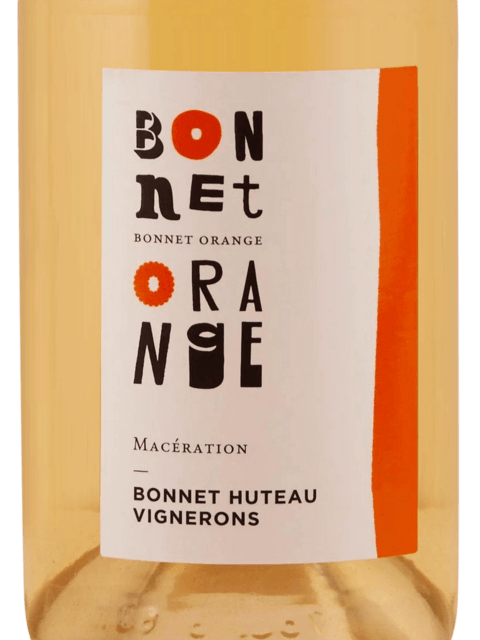 BON
nEt
BONNET ORANGE
ORA
NgE
MACÉRATION
BONNET HUTEAU
VIGNERONS